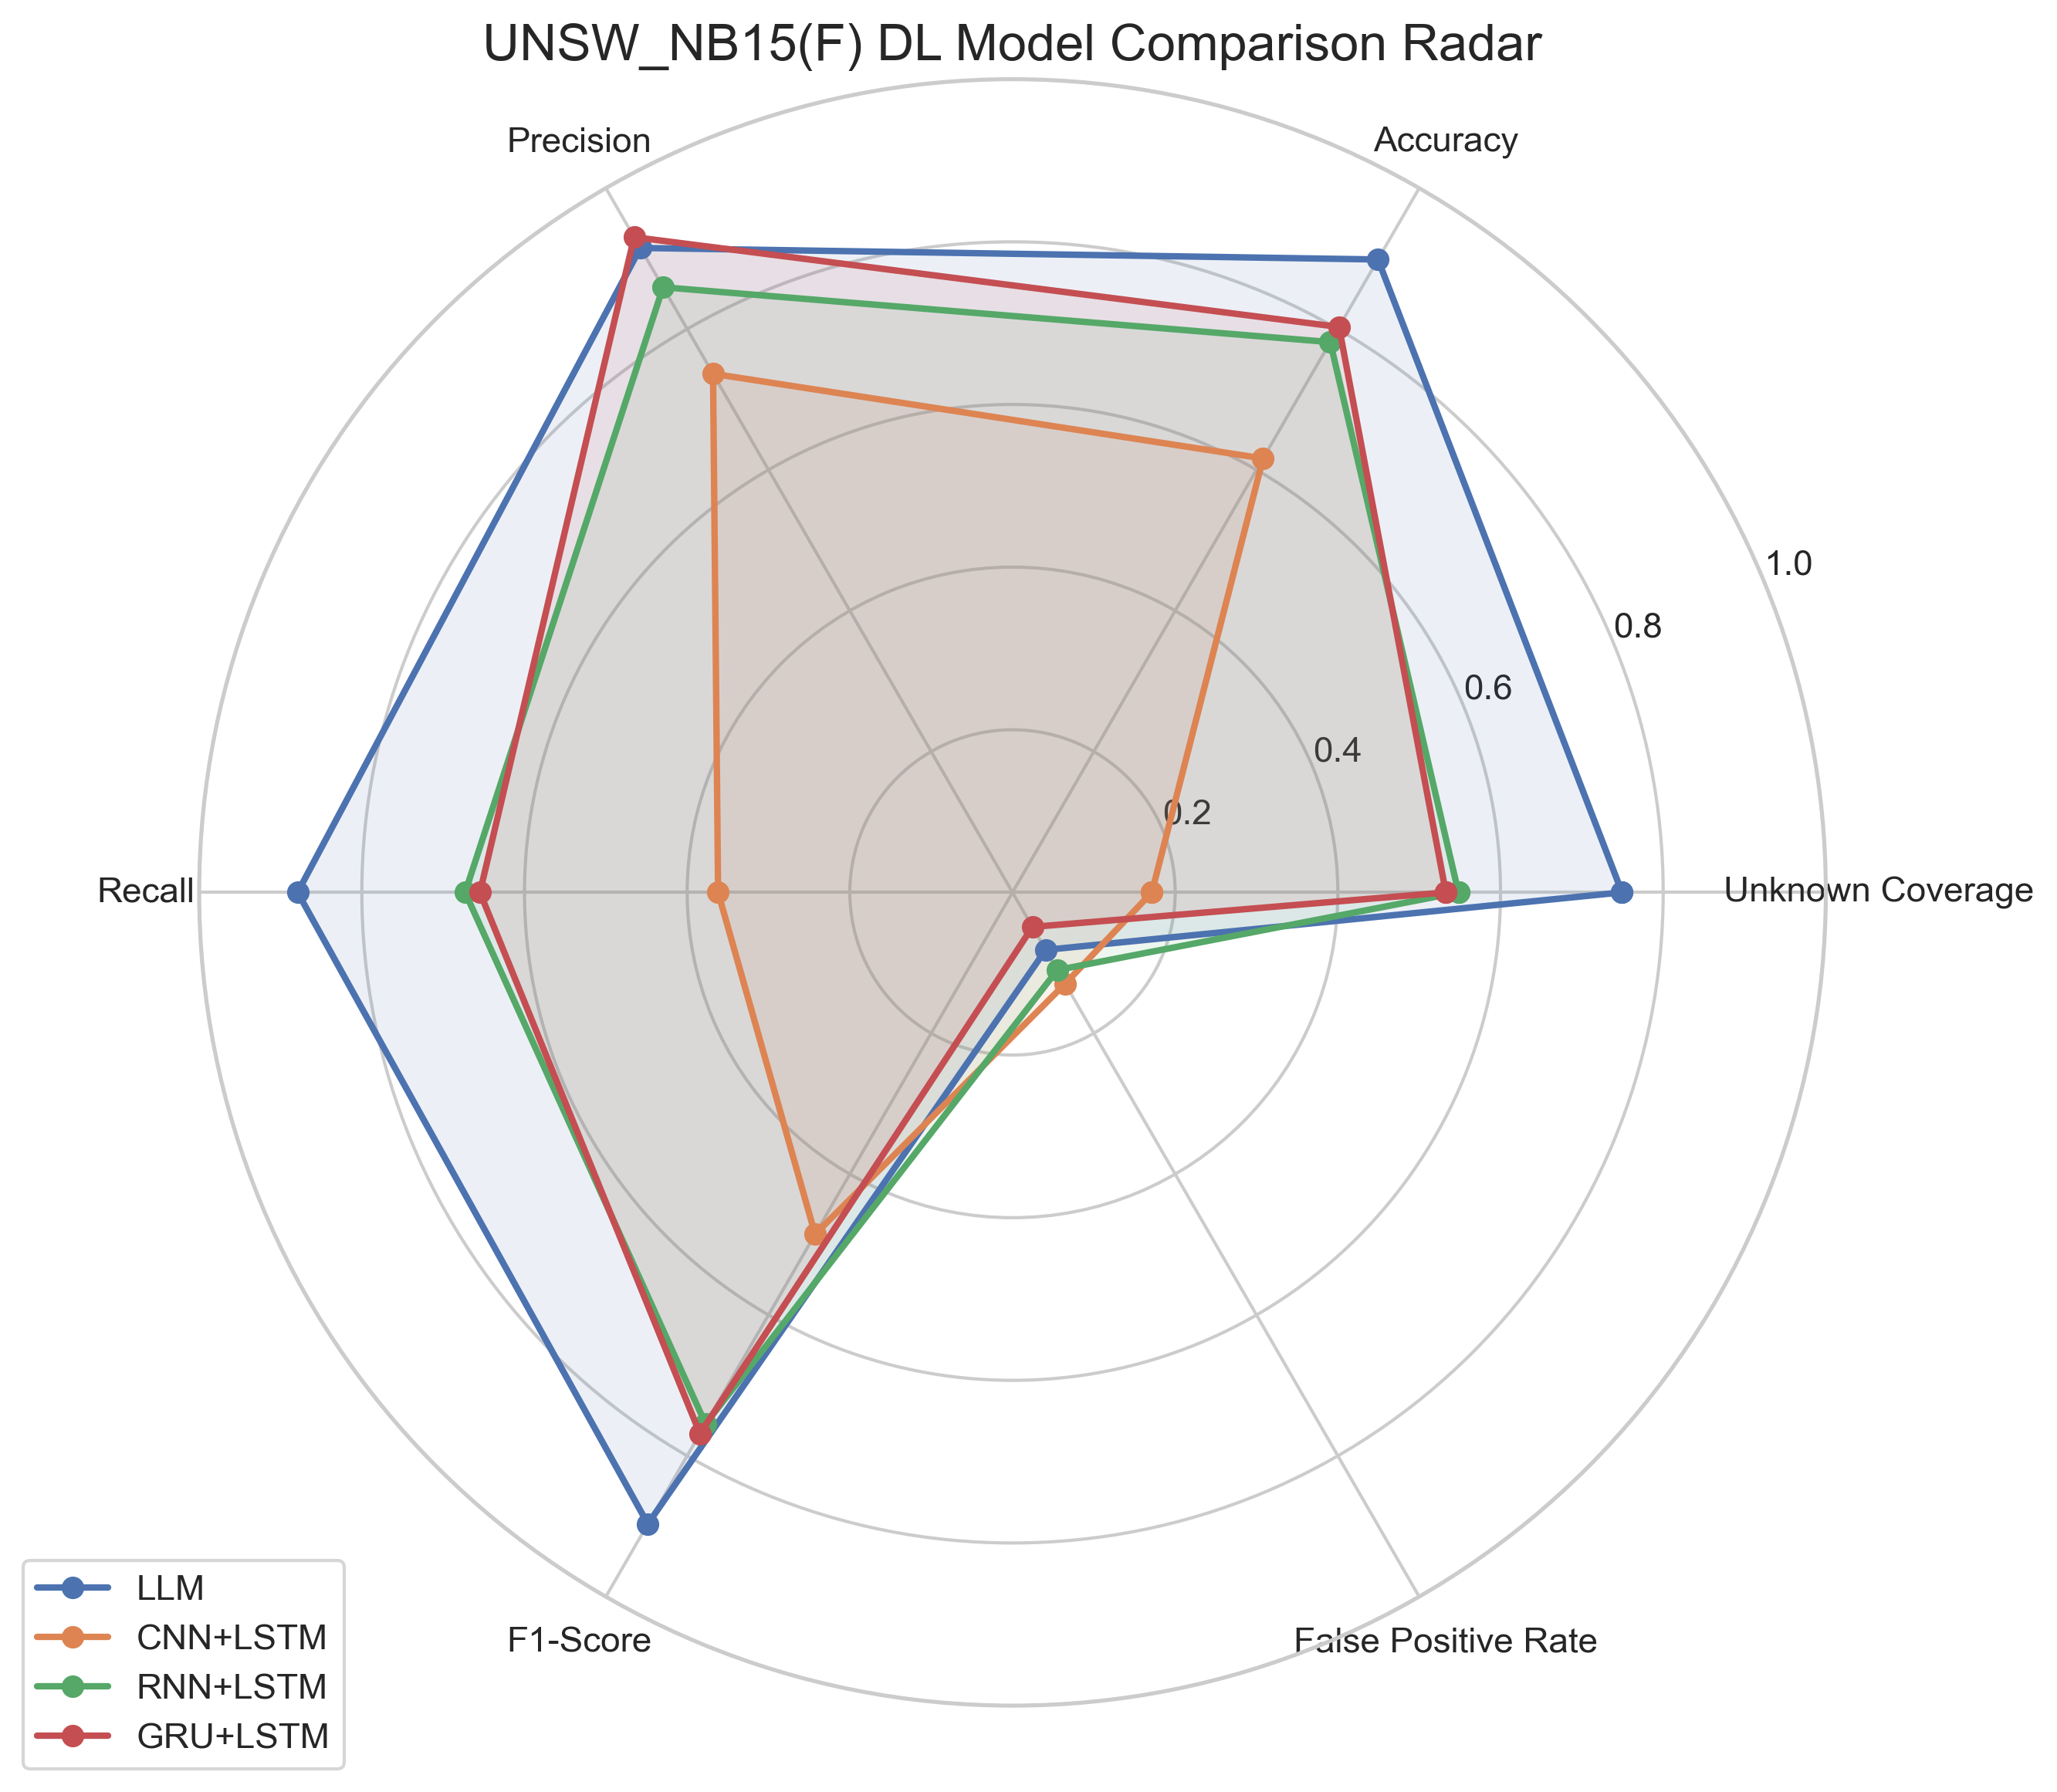 UNSW_NB15(F) DL Model Comparison Radar
Precision
Accuracy
1.0
0.8
0.6
0.4
0.2
Recall
Unknown Coverage
F1-Score
False Positive Rate
LLM
CNN+LSTM
RNN+LSTM
GRU+LSTM